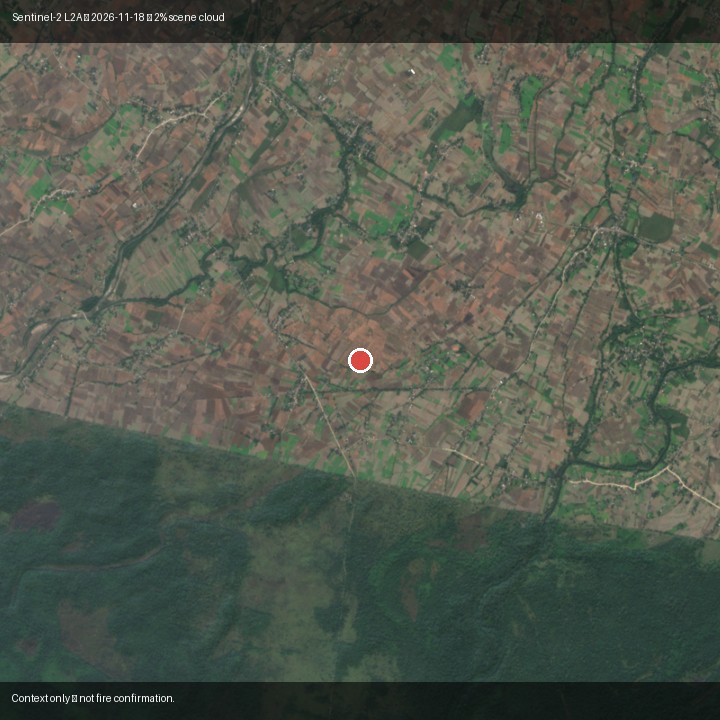 Sentinel-2 L2A▯2026-11-18▯2% scene cloud
Context only▯not fire confirmation.